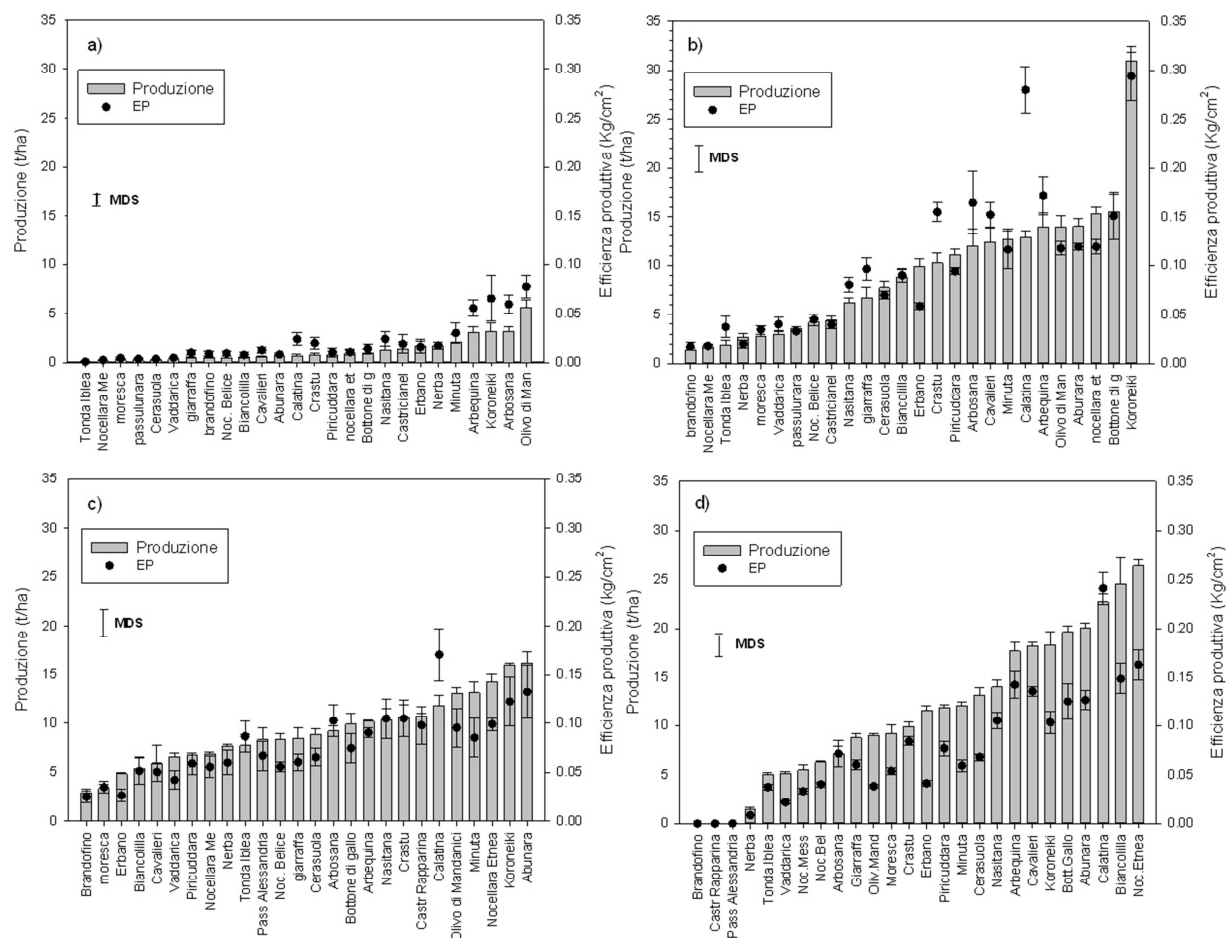 a)
Produzione
EP
MDS
Produzione (t/ha)
35
30
25
20
15
10
5
0
Efficienza produttiva (Kg/cm²)
0.35
0.30
0.25
0.20
0.15
0.10
0.05
0.00
Tonda Iblea
Nocellara Me
moresca
passulunara
Cerasuola
Vaddarica
giarraffa
brandofino
Noc. Belice
Biancolilla
Cavalieri
Abunara
Calatina
Crastu
Piricuddara
nocellara et
Bottone di g
Nasitana
Castricianel
Erbano
Nerba
Minuta
Arbequina
Koroneiki
Arbosana
Olivo di Man
b)
Produzione
EP
MDS
Produzione (t/ha)
35
30
25
20
15
10
5
0
Efficienza produttiva (Kg/cm²)
0.35
0.30
0.25
0.20
0.15
0.10
0.05
0.00
brandofino
Nocellara Me
Tonda Iblea
Nerba
moresca
Vaddarica
passulunara
Noc. Belice
Castricianel
Nasitana
giarraffa
Cerasuola
Bianccililla
Erbano
Crastu
Piricuddara
Arbosana
Cavalieri
Minuta
Calatina
Arbequina
Olivo di Man
Abunara
nocellara et
Bottone di g
Koroneiki
c)
Produzione
EP
MDS
Produzione (t/ha)
35
30
25
20
15
10
5
0
Efficienza produttiva (kg/cm²)
0.35
0.30
0.25
0.20
0.15
0.10
0.05
0.00
Brandofino
moresca
Erbano
Biancolilla
Cavalieri
Vaddarica
Piricuddara
Nocellara Me
Nerba
Tonda Iblea
Pass Alessandria
Noc. Belice
giarraffa
Cerasuola
Arbosana
Bottone di gallo
Arbequina
Nasitana
Crastu
Castr Rapparina
Calatina
Olivo di Mandanici
Minuta
Nocellara Etnea
Koroneiki
Abunara
d)
Produzione
EP
MDS
Produzione (t/ha)
35
30
25
20
15
10
5
0
Efficienza produttiva (Kg/cm²)
0.35
0.30
0.25
0.20
0.15
0.10
0.05
0.00
Brandofino
Castr Rapparina
Pass Alessandria
Nerba
Tonda Iblea
Vaddarica
Noc. Mess
Noc.Bel
Arbosana
Giarraffa
Oliv.Mand
Moresca
Crastu
Erbano
Piricuddara
Minuta
Cerasuola
Nasitana
Arbequina
Cavalieri
Koroneiki
Bott.Gallo
Abunara
Calatina
Biancolilla
Noc.Etnea